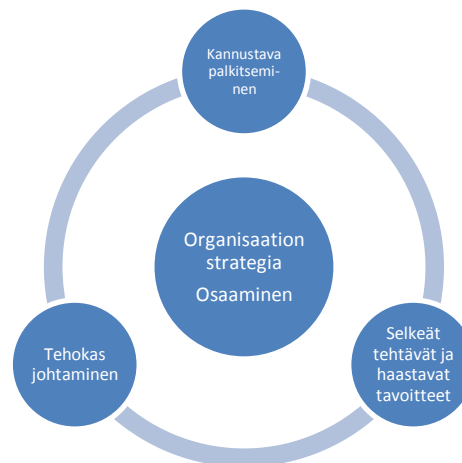 Kannustava
palkitsemi-
nen
Organisaation
strategia
Osaaminen
Tehokas
johtaminen
Selkeät
tehtävät ja
haastavat
tavoitteet